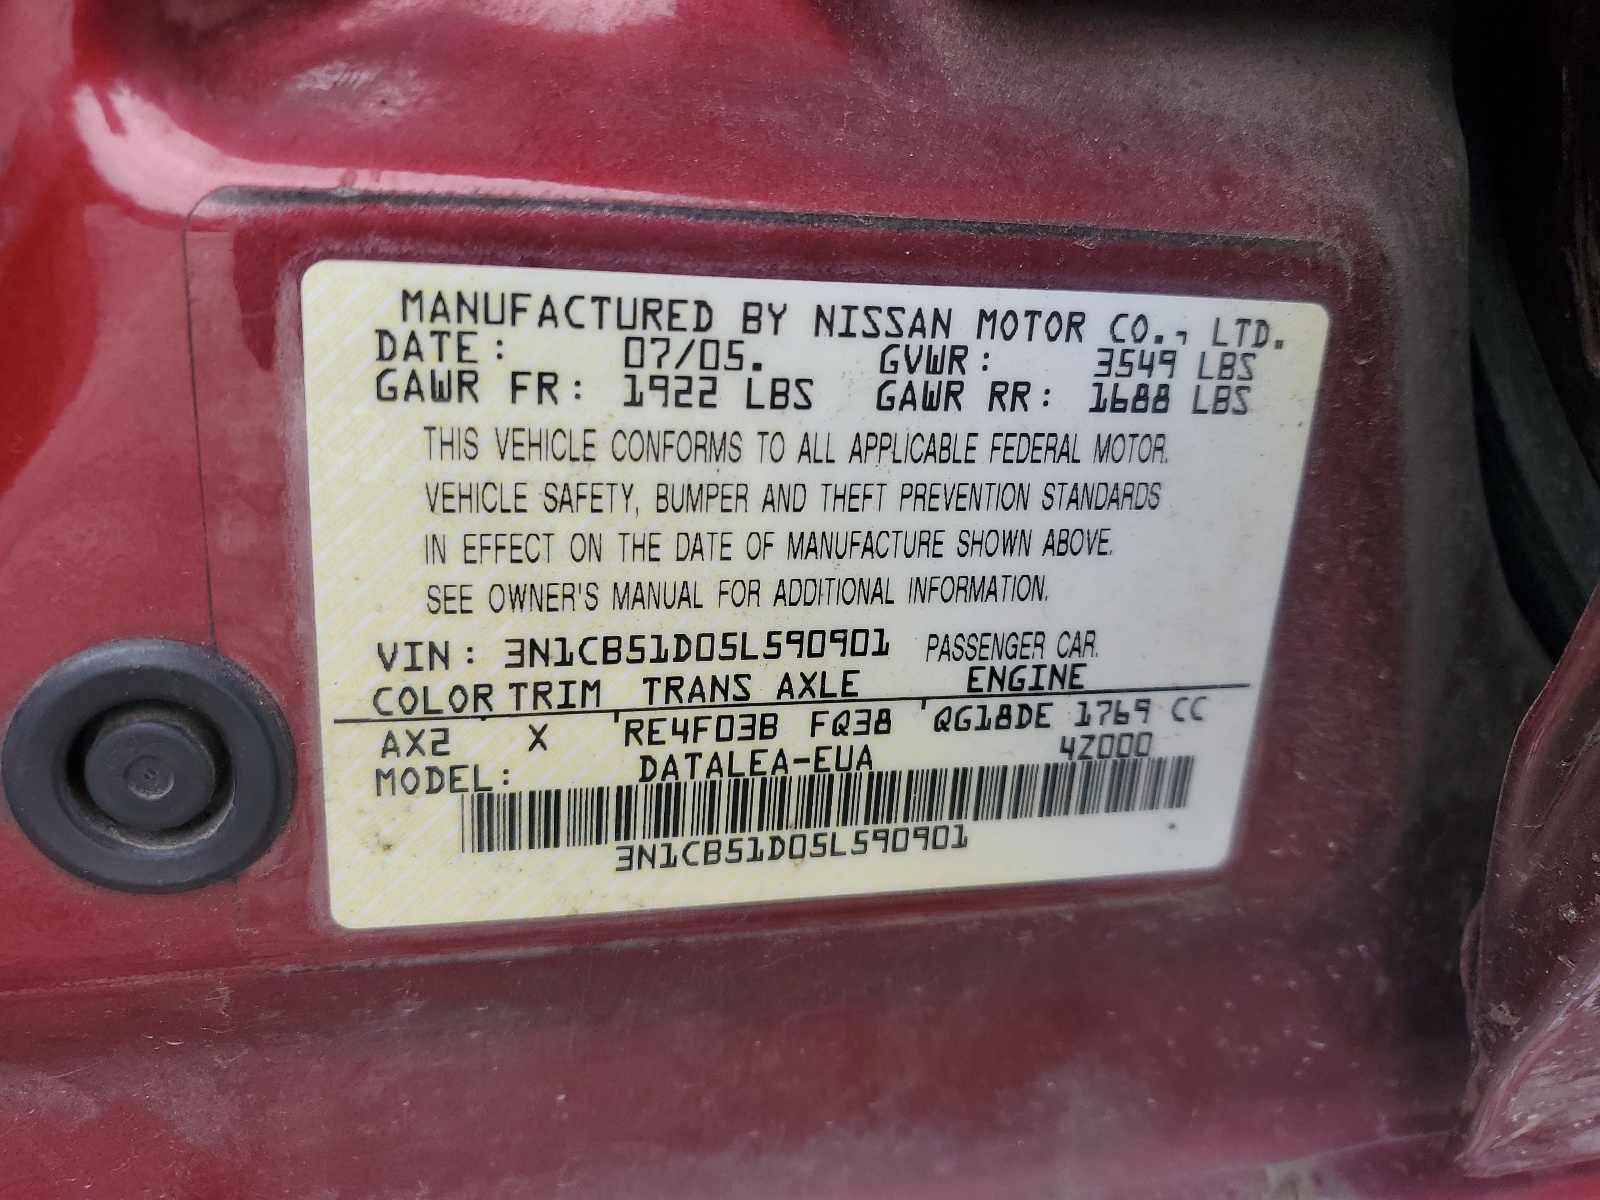 MANUFACTURED BY NISSAN MOTOR CO., LTD.
DATE: 07/05. GVWR: 3549 LBS
GAWR FR: 1922 LBS GAWR RR: 1688 LBS
THIS VEHICLE CONFORMS TO ALL APPLICABLE FEDERAL MOTOR.
VEHICLE SAFETY, BUMPER AND THEFT PREVENTION STANDARDS
IN EFFECT ON THE DATE OF MANUFACTURE SHOWN ABOVE.
SEE OWNER'S MANUAL FOR ADDITIONAL INFORMATION.
VIN: 3N1CB51D05L590901 PASSENGER CAR.
COLOR TRIM TRANS AXLE ENGINE
AX2 X RE4F03B FQ38 QG18DE 1769 CC
MODEL: DATALEA-EUA 4Z000
3N1CB51D05L590901